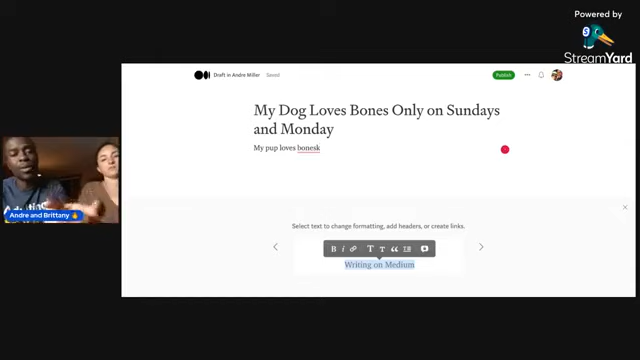 Powered by
StreamYard
Draft in Andre Miller Saved
Publish
My Dog Loves Bones Only on Sundays
and Monday
My pup loves bonesk
Andre and Brittany 🔥
Select text to change formatting, add headers, or create links.
B i T T
Writing on Medium